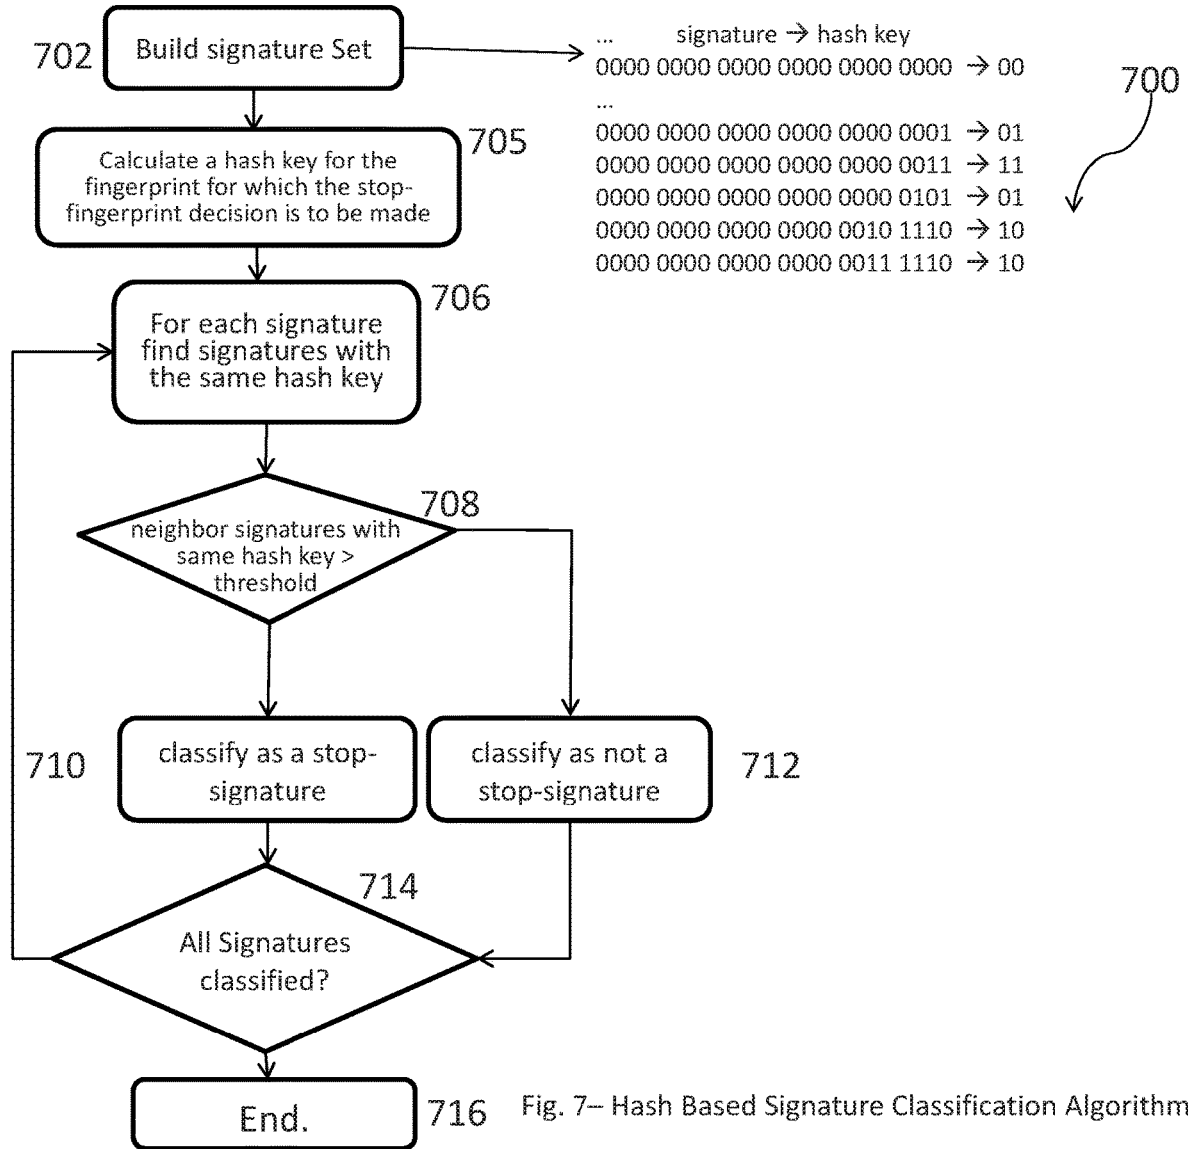 702
Build signature Set
... signature → hash key
0000 0000 0000 0000 0000 0000 → 00
...
0000 0000 0000 0000 0000 0001 → 01
0000 0000 0000 0000 0000 0011 → 11
0000 0000 0000 0000 0000 0101 → 01
0000 0000 0000 0000 0010 1110 → 10
0000 0000 0000 0000 0011 1110 → 10
700
705
Calculate a hash key for the
fingerprint for which the stop-
fingerprint decision is to be made
706
For each signature
find signatures with
the same hash key
708
neighbor signatures with
same hash key >
threshold
710
classify as a stop-
signature
classify as not a
stop-signature
712
714
All Signatures
classified?
End.
716
Fig. 7– Hash Based Signature Classification Algorithm